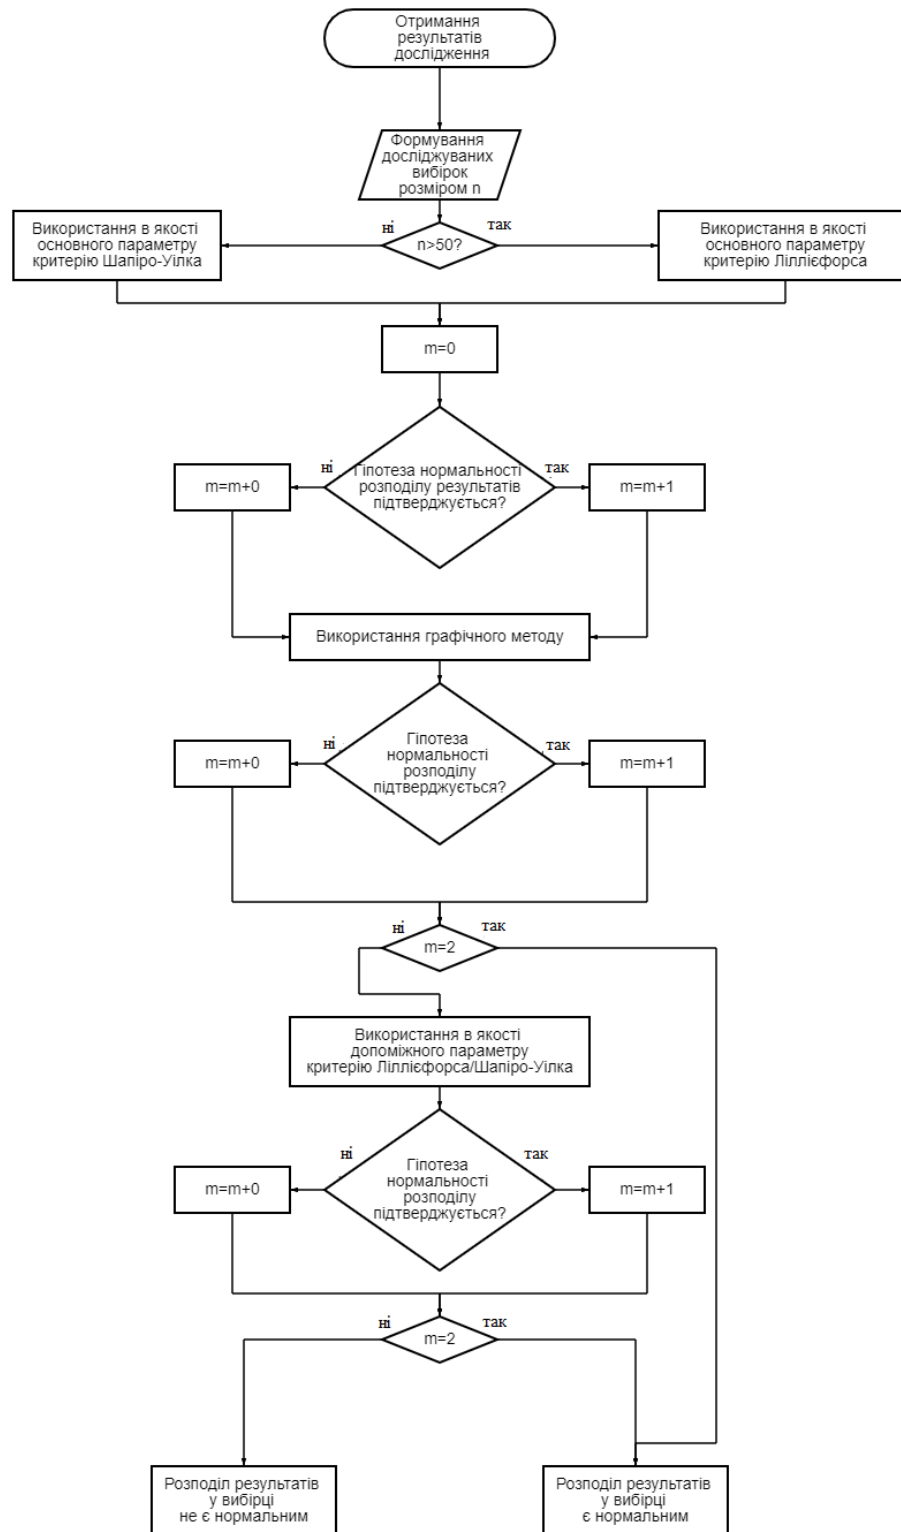 Отримання
результатів
дослідження
Формування
досліджуваних
вибірок
розміром n
ні
так
Використання в якості
основного параметру
критерію Шапіро-Уілка
n>50?
Використання в якості
основного параметру
критерію Ліллієфорса
m=0
ні
так
m=m+0
Гіпотеза нормальності
розподілу результатів
підтверджується?
m=m+1
Використання графічного методу
ні
так
m=m+0
Гіпотеза
нормальності
розподілу
підтверджується?
m=m+1
ні
так
m=2
Використання в якості
допоміжного параметру
критерію Ліллієфорса/Шапіро-Уілка
ні
так
m=m+0
Гіпотеза
нормальності
розподілу
підтверджується?
m=m+1
ні
так
m=2
Розподіл результатів
у вибірці
не є нормальним
Розподіл результатів
у вибірці
є нормальним